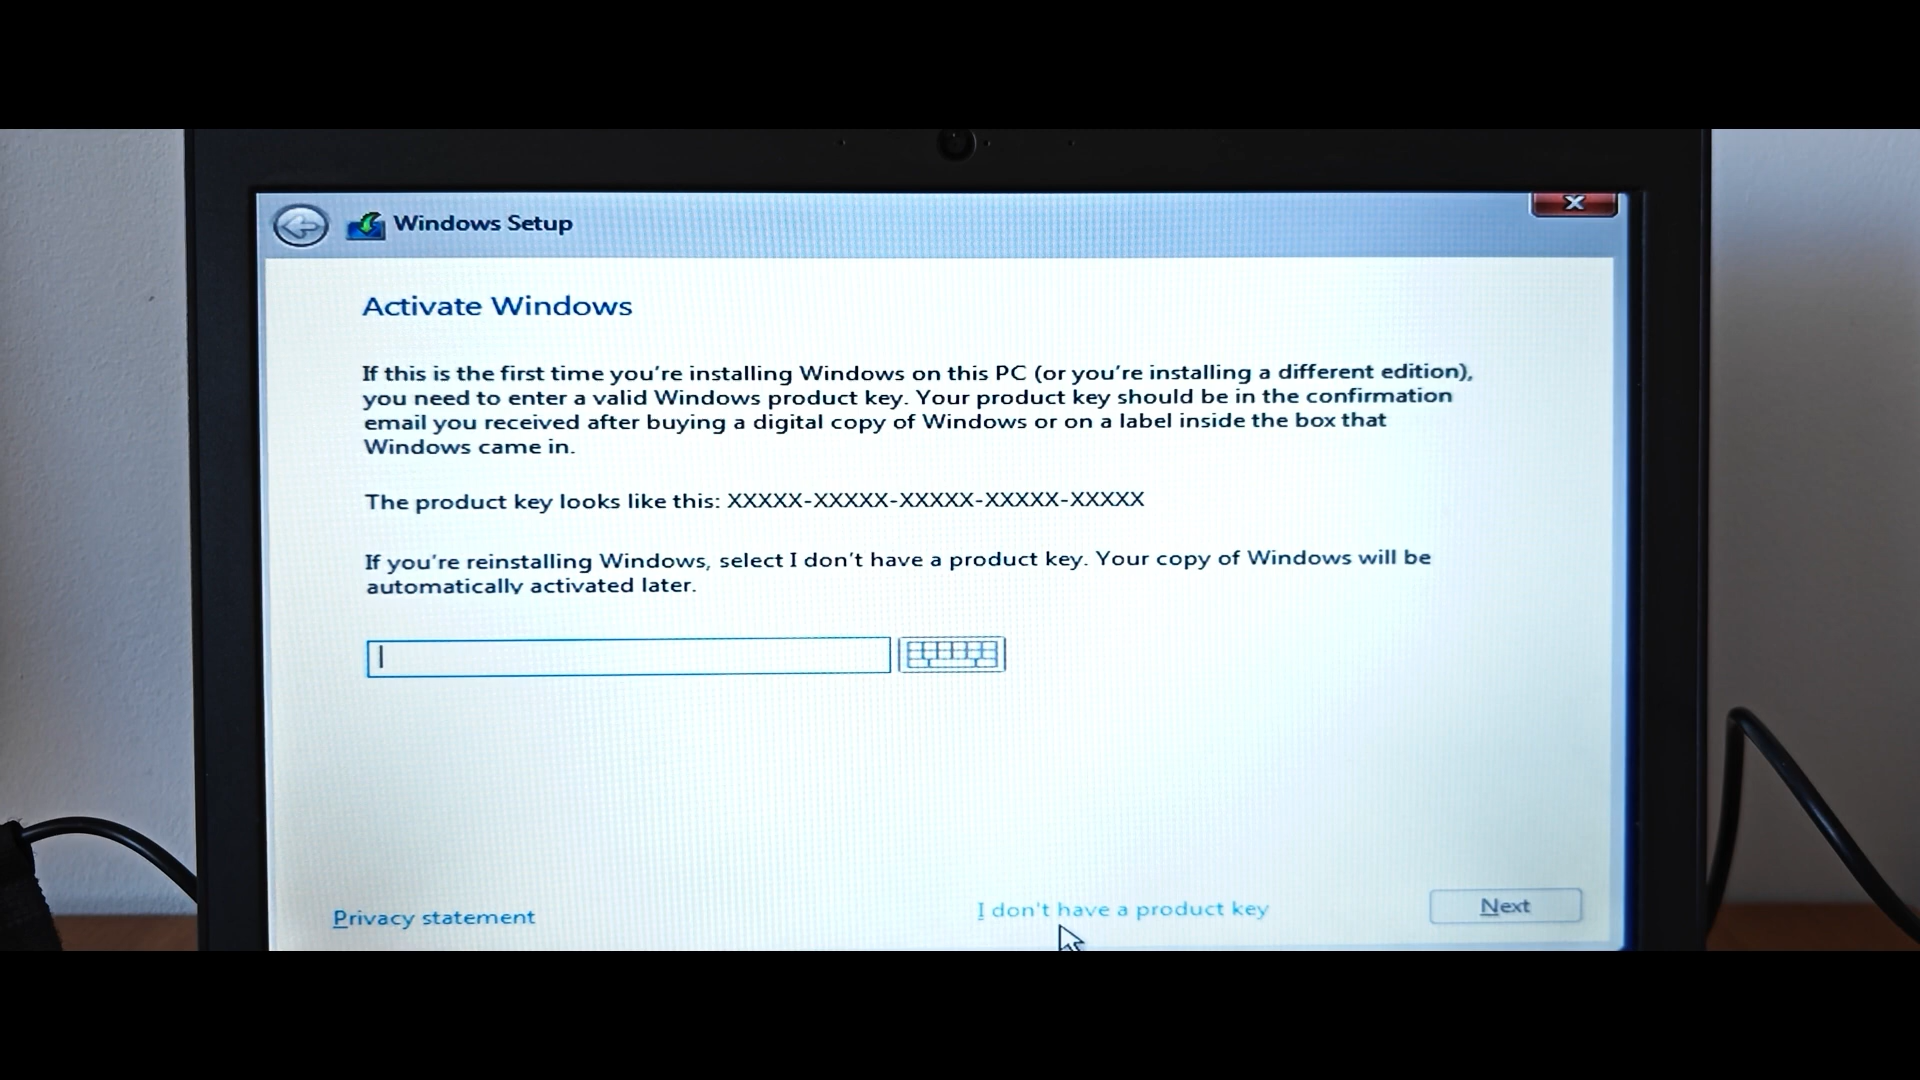 Windows Setup
Activate Windows
If this is the first time you're installing Windows on this PC (or you're installing a different edition),
you need to enter a valid Windows product key. Your product key should be in the confirmation
email you received after buying a digital copy of Windows or on a label inside the box that
Windows came in.
The product key looks like this: XXXXX-XXXXX-XXXXX-XXXXX-XXXXX
If you're reinstalling Windows, select I don't have a product key. Your copy of Windows will be
automatically activated later.
Privacy statement
I don't have a product key
Next